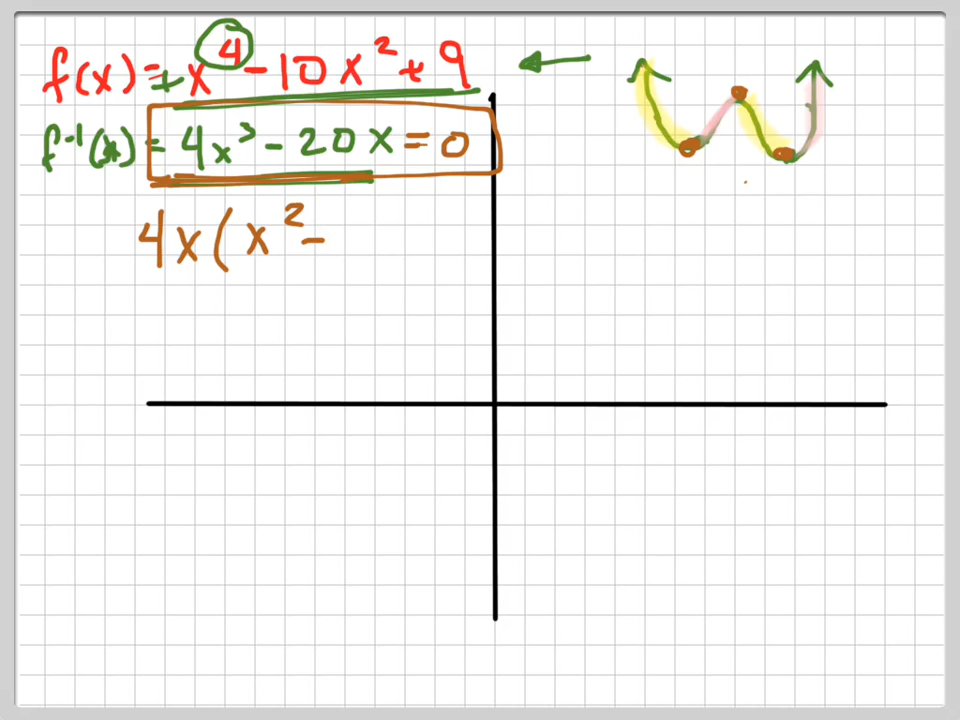 f(x) = +x⁴ - 10x² + 9
f⁻¹(x) = 4x³ - 20x = 0
4x(x² -